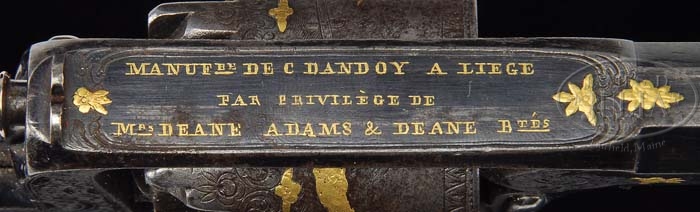 MANUFRE DE C DANDOY A LIEGE
PAR PRIVILÈGE DE
MRS DEANE ADAMS & DEANE BTÉS